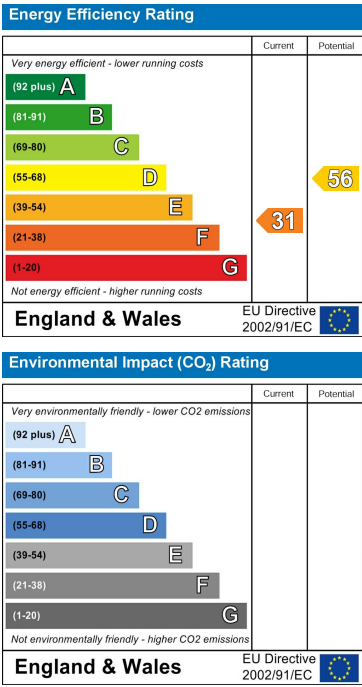 Energy Efficiency Rating
Current Potential
Very energy efficient - lower running costs
(92 plus) A
(81-91) B
(69-80) C
(55-68) D
56
(39-54) E
31
(21-38) F
(1-20) G
Not energy efficient - higher running costs
England & Wales
EU Directive
2002/91/EC
Environmental Impact (CO₂) Rating
Current Potential
Very environmentally friendly - lower CO2 emissions
(92 plus) A
(81-91) B
(69-80) C
(55-68) D
(39-54) E
(21-38) F
(1-20) G
Not environmentally friendly - higher CO2 emissions
England & Wales
EU Directive
2002/91/EC